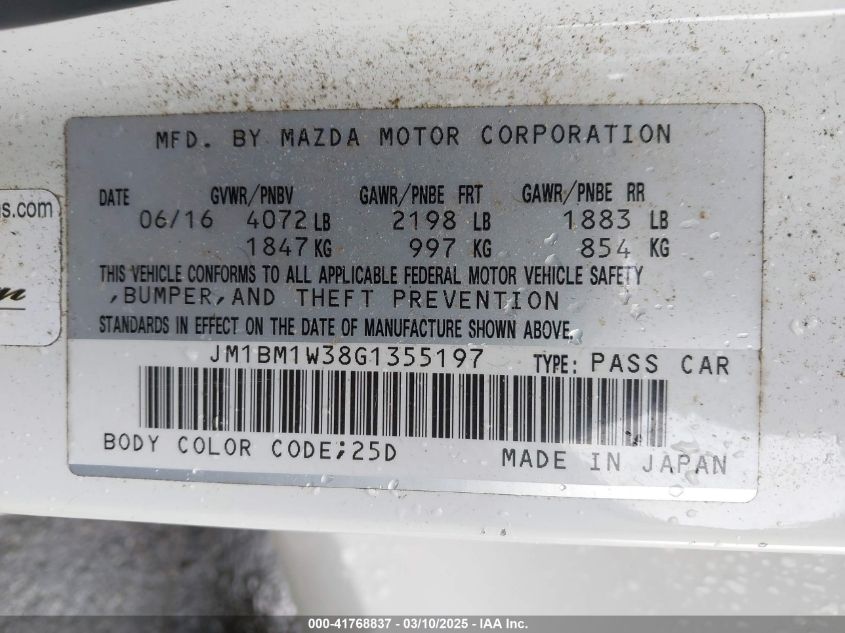 MFD. BY MAZDA MOTOR CORPORATION
DATE GVWR/PNBV GAWR/PNBE FRT GAWR/PNBE RR
06/16 4072 LB 2198 LB 1883 LB
1847 KG 997 KG 854 KG
THIS VEHICLE CONFORMS TO ALL APPLICABLE FEDERAL MOTOR VEHICLE SAFETY
,BUMPER,AND THEFT PREVENTION
STANDARDS IN EFFECT ON THE DATE OF MANUFACTURE SHOWN ABOVE.
JM1BM1W38G1355197 TYPE: PASS CAR
BODY COLOR CODE;25D MADE IN JAPAN
s.com
000-41768837 - 03/10/2025 - IAA Inc.